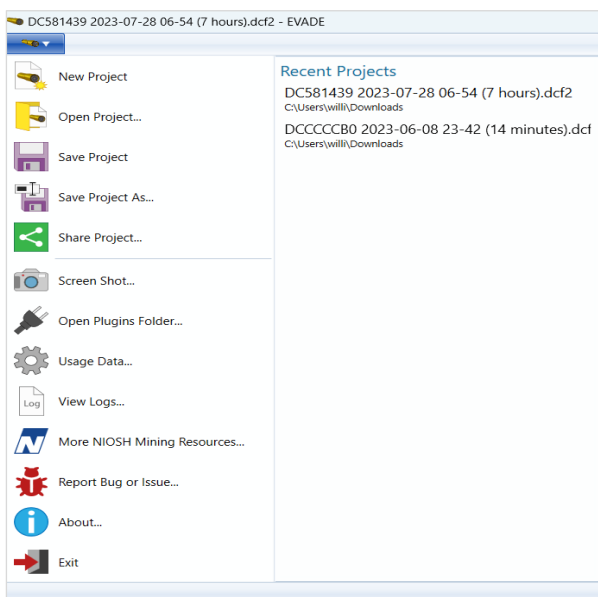 DC581439 2023-07-28 06-54 (7 hours).dcf2 - EVADE
New Project
Open Project...
Save Project
Save Project As...
Share Project...
Screen Shot...
Open Plugins Folder...
Usage Data...
Log
View Logs...
More NIOSH Mining Resources...
Report Bug or Issue...
About...
Exit
Recent Projects
DC581439 2023-07-28 06-54 (7 hours).dcf2
C:\Users\willi\Downloads
DCCCCCB0 2023-06-08 23-42 (14 minutes).dcf
C:\Users\willi\Downloads